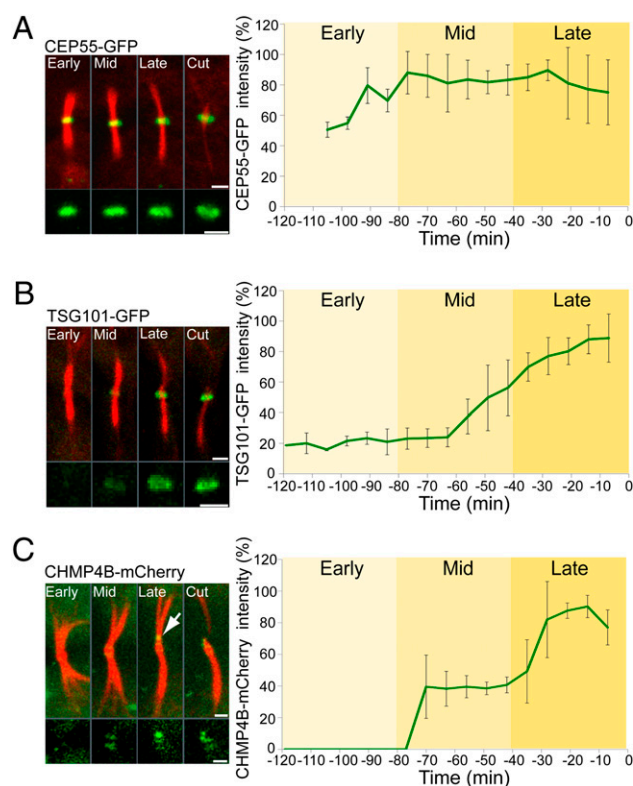 A
CEP55-GFP
Early Mid Late Cut
CEP55-GFP intensity (%)
120
100
80
60
40
20
0
Early Mid Late
-120 -110 -100 -90 -80 -70 -60 -50 -40 -30 -20 -10 0
Time (min)
B
TSG101-GFP
Early Mid Late Cut
TSG101-GFP intensity (%)
120
100
80
60
40
20
0
Early Mid Late
-120 -110 -100 -90 -80 -70 -60 -50 -40 -30 -20 -10 0
Time (min)
C
CHMP4B-mCherry
Early Mid Late Cut
CHMP4B-mCherry intensity (%)
120
100
80
60
40
20
0
Early Mid Late
-120 -110 -100 -90 -80 -70 -60 -50 -40 -30 -20 -10 0
Time (min)